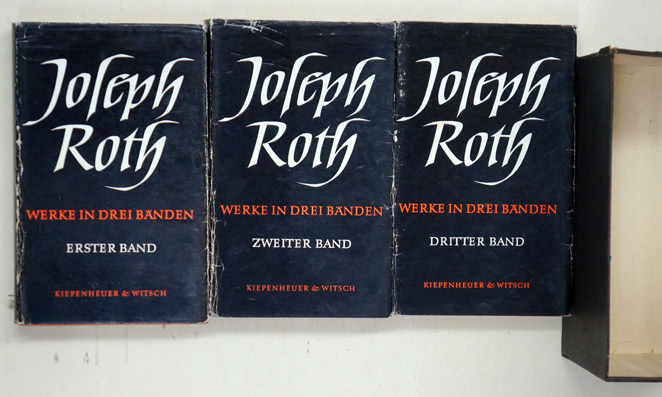 Joseph
Roth
WERKE IN DREI BÄNDEN
ERSTER BAND
KIEPENHEUER & WITSCH
Joseph
Roth
WERKE IN DREI BÄNDEN
ZWEITER BAND
KIEPENHEUER & WITSCH
Joseph
Roth
WERKE IN DREI BÄNDEN
DRITTER BAND
KIEPENHEUER & WITSCH